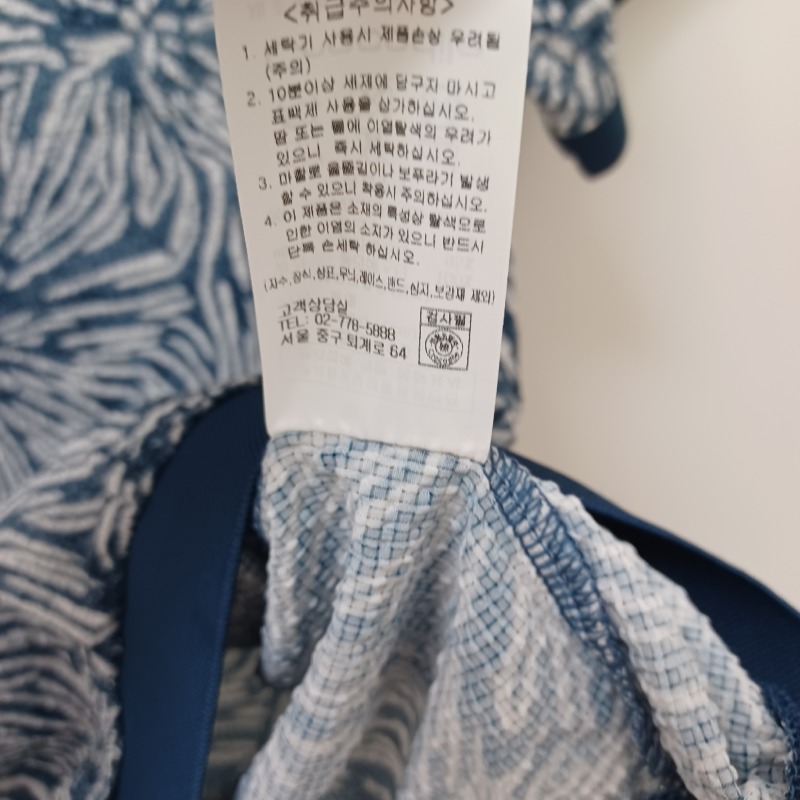 <취급주의사항>
1. 세탁기 사용시 제품손상 우려됨
(주의)
2. 10분이상 세제에 담구지 마시고
표백제 사용을 삼가하십시오.
땀 또는 물에 이염탈색의 우려가
있으니 즉시 세탁하십시오.
3. 마찰로 올뜯김이나 보푸라기 발생
할 수 있으니 착용시 주의하십시오.
4. 이 제품은 소재의 특성상 탈색으로
인한 이염의 소지가 있으니 반드시
단독 손세탁 하십시오.
(자수,장식,상표,무늬,레이스,밴드,심지,보강재 제외)
고객상담실
TEL: 02-778-5888
서울 중구 퇴계로 64
검사필